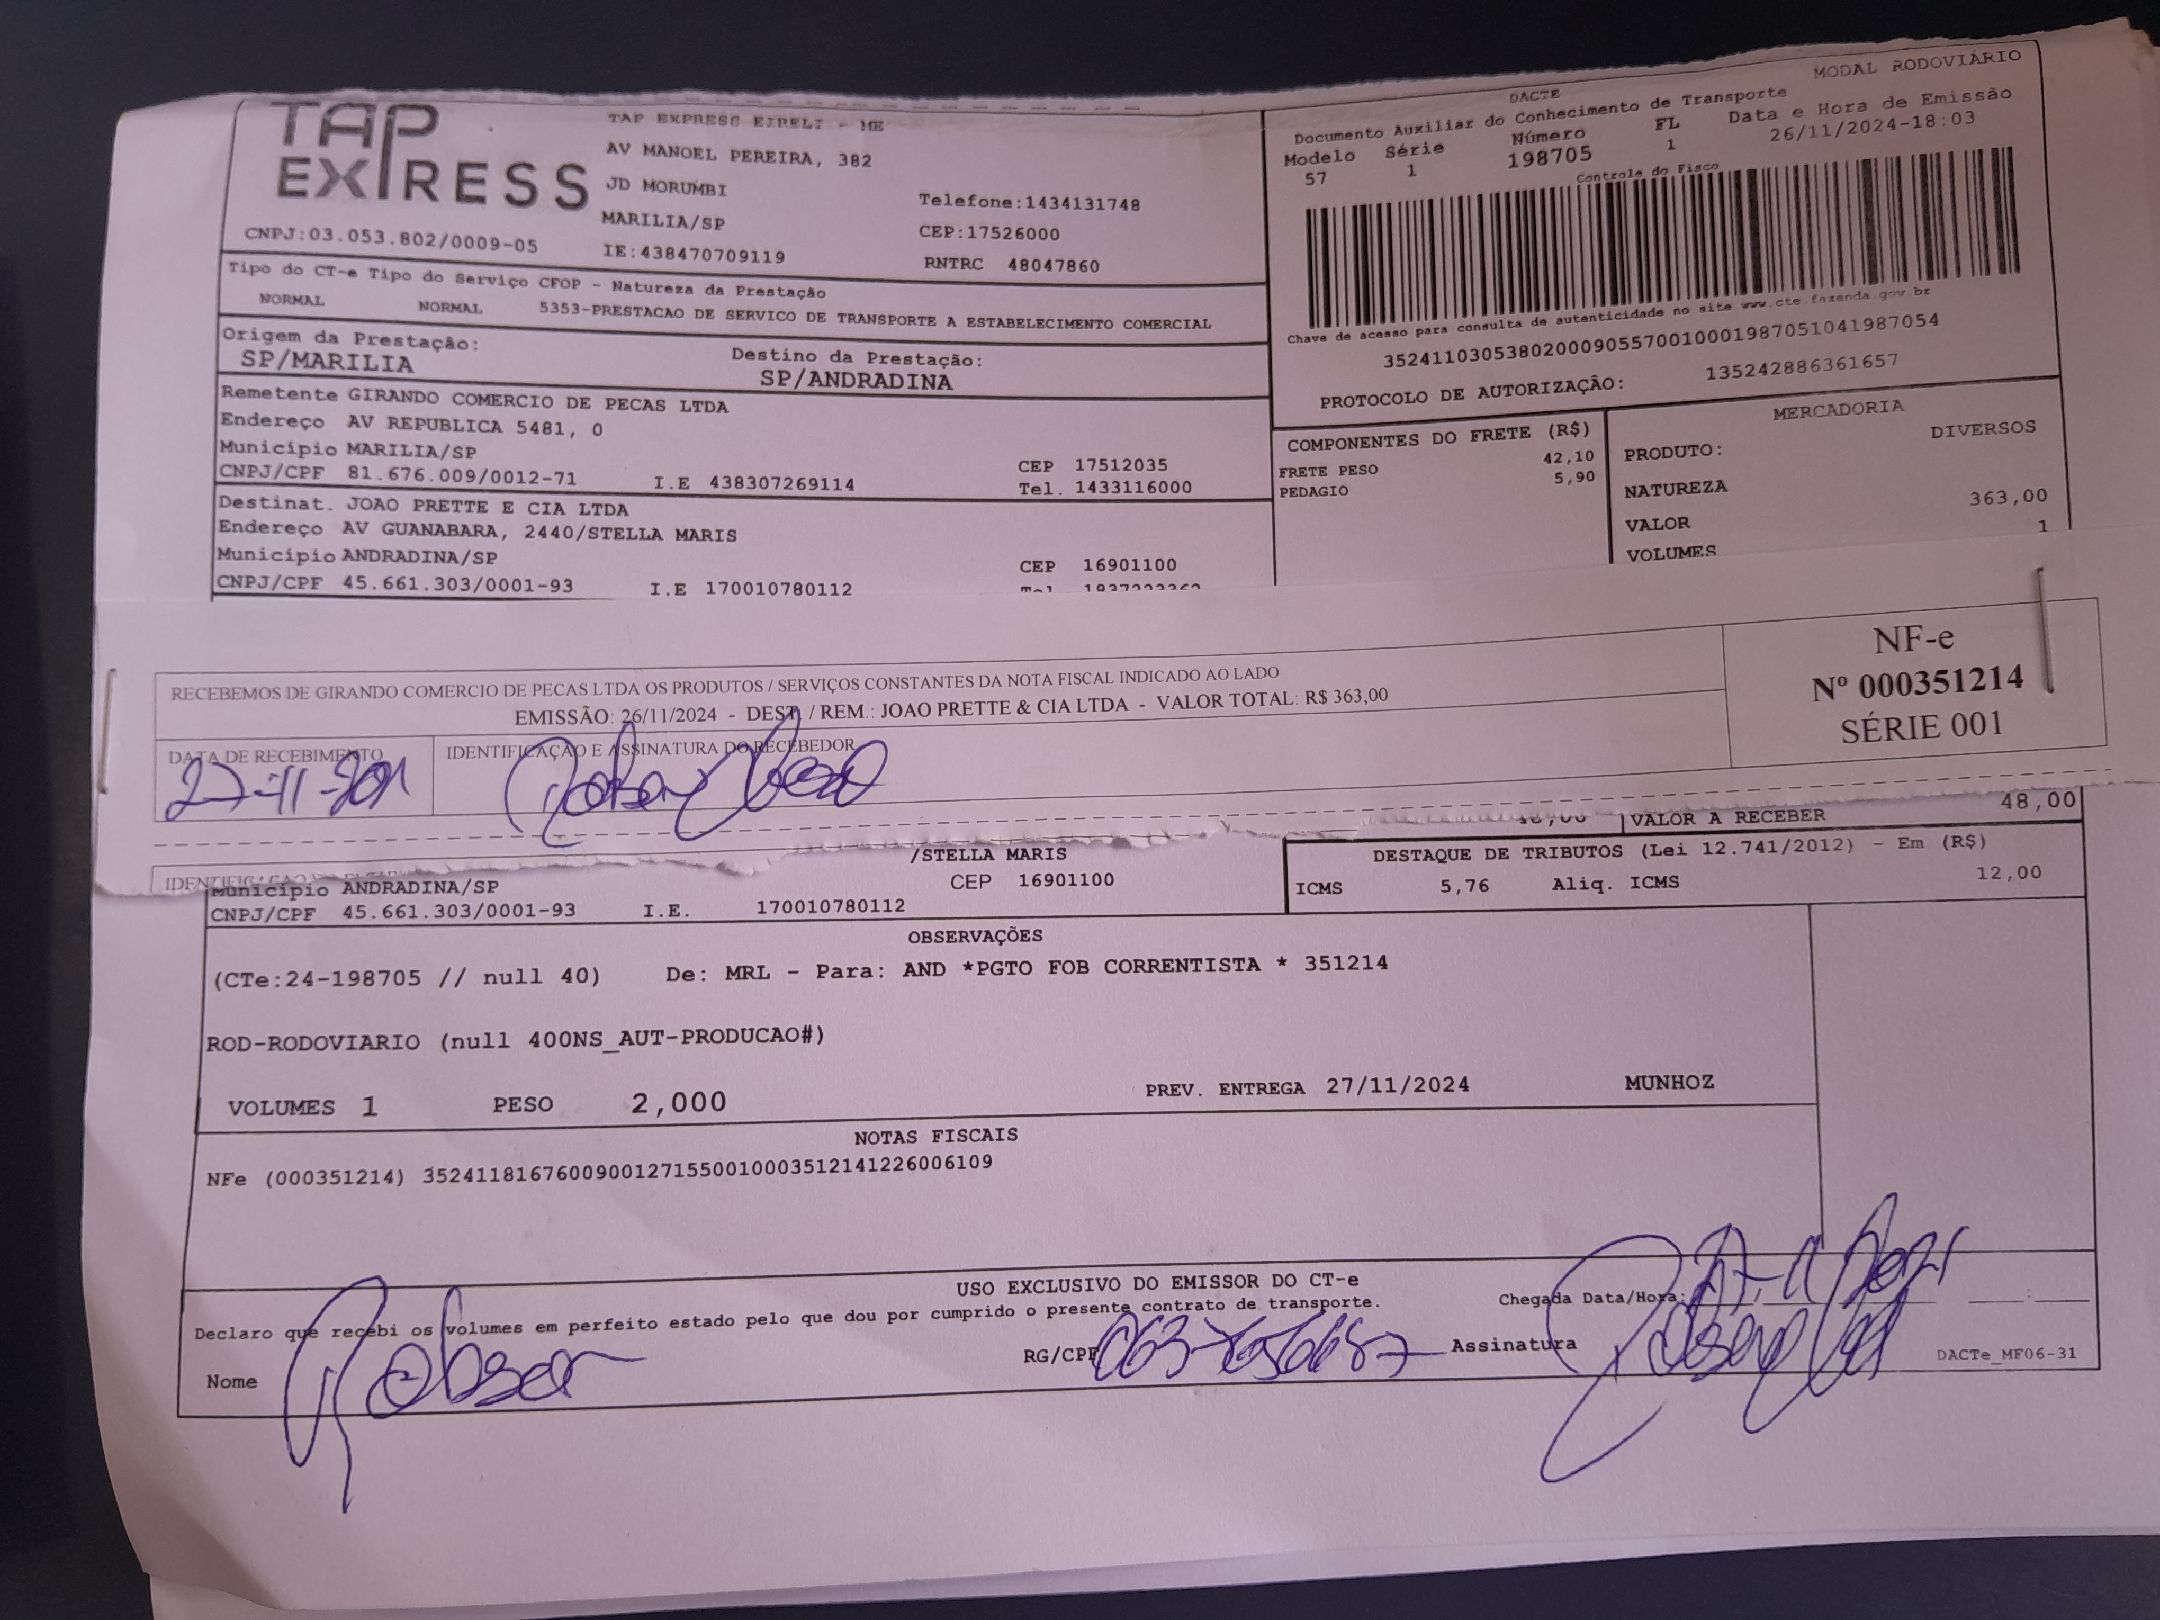 TAP
EXPRESS
TAP EXPRESS EIRELI - ME
AV MANOEL PEREIRA, 382
JD MORUMBI
MARILIA/SP
Telefone:1434131748
CEP:17526000
CNPJ:03.053.802/0009-05
IE:438470709119
RNTRC 48047860
MODAL RODOVIÁRIO
DACTE
Documento Auxiliar do Conhecimento de Transporte
Modelo Série Número FL Data e Hora de Emissão
57 1 198705 1 26/11/2024-18:03
Controle do Fisco
Chave de acesso para consulta de autenticidade no site www.cte.fazenda.gov.br
35241103053802000905570010001987051041987054
PROTOCOLO DE AUTORIZAÇÃO: 135242886361657
Tipo do CT-e Tipo do Serviço CFOP - Natureza da Prestação
NORMAL NORMAL 5353-PRESTACAO DE SERVICO DE TRANSPORTE A ESTABELECIMENTO COMERCIAL
Origem da Prestação:
SP/MARILIA
Destino da Prestação:
SP/ANDRADINA
Remetente GIRANDO COMERCIO DE PECAS LTDA
Endereço AV REPUBLICA 5481, 0
Município MARILIA/SP
CEP 17512035
CNPJ/CPF 81.676.009/0012-71 I.E 438307269114 Tel. 1433116000
Destinat. JOAO PRETTE E CIA LTDA
Endereço AV GUANABARA, 2440/STELLA MARIS
Município ANDRADINA/SP CEP 16901100
CNPJ/CPF 45.661.303/0001-93 I.E 170010780112
COMPONENTES DO FRETE (R$)
FRETE PESO 42,10
PEDAGIO 5,90
MERCADORIA
PRODUTO: DIVERSOS
NATUREZA
VALOR 363,00
VOLUMES 1
RECEBEMOS DE GIRANDO COMERCIO DE PECAS LTDA OS PRODUTOS / SERVIÇOS CONSTANTES DA NOTA FISCAL INDICADO AO LADO
EMISSÃO: 26/11/2024 - DEST. / REM.: JOAO PRETTE & CIA LTDA - VALOR TOTAL: R$ 363,00
DATA DE RECEBIMENTO
IDENTIFICAÇÃO E ASSINATURA DO RECEBEDOR
NF-e
Nº 000351214
SÉRIE 001
VALOR A RECEBER 48,00
/STELLA MARIS
Município ANDRADINA/SP CEP 16901100
CNPJ/CPF 45.661.303/0001-93 I.E. 170010780112
DESTAQUE DE TRIBUTOS (Lei 12.741/2012) - Em (R$)
ICMS 5,76 Aliq. ICMS 12,00
OBSERVAÇÕES
(CTe:24-198705 // null 40) De: MRL - Para: AND *PGTO FOB CORRENTISTA * 351214
ROD-RODOVIARIO (null 400NS_AUT-PRODUCAO#)
VOLUMES 1 PESO 2,000 PREV. ENTREGA 27/11/2024 MUNHOZ
NOTAS FISCAIS
NFe (000351214) 35241181676009001271550010003512141226006109
USO EXCLUSIVO DO EMISSOR DO CT-e
Declaro que recebi os volumes em perfeito estado pelo que dou por cumprido o presente contrato de transporte.
Chegada Data/Hora:
Nome Robson
RG/CPF
Assinatura
DACTe_MF06-31